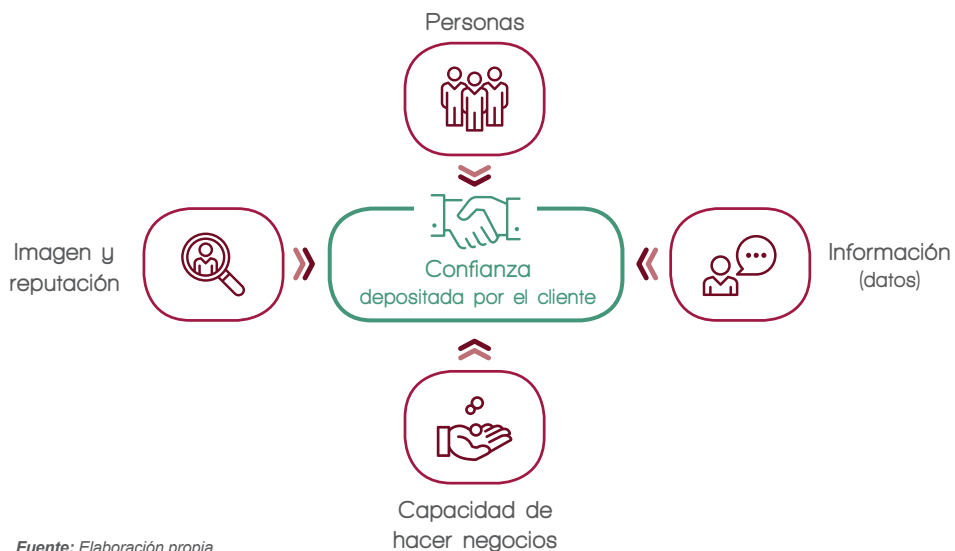 Personas
Imagen y
reputación
Confianza
depositada por el cliente
Información
(datos)
Capacidad de
hacer negocios
Fuente: Elaboración propia